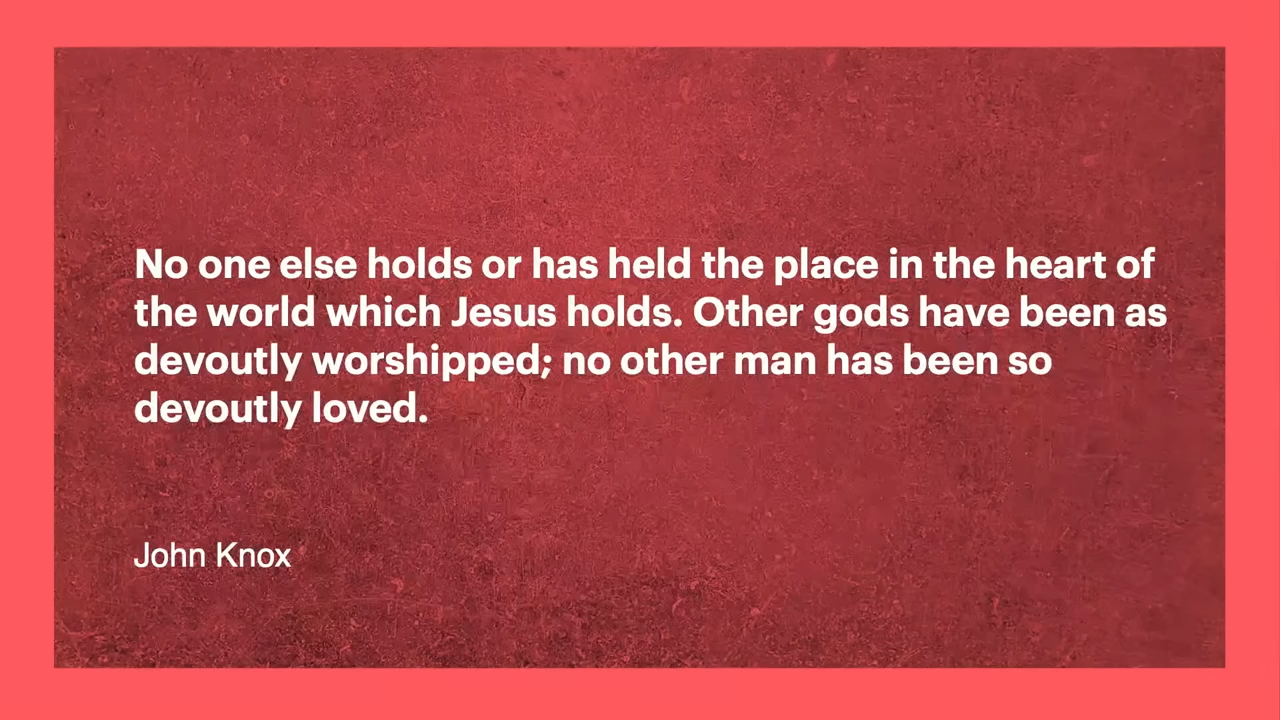 No one else holds or has held the place in the heart of
the world which Jesus holds. Other gods have been as
devoutly worshipped; no other man has been so
devoutly loved.
John Knox